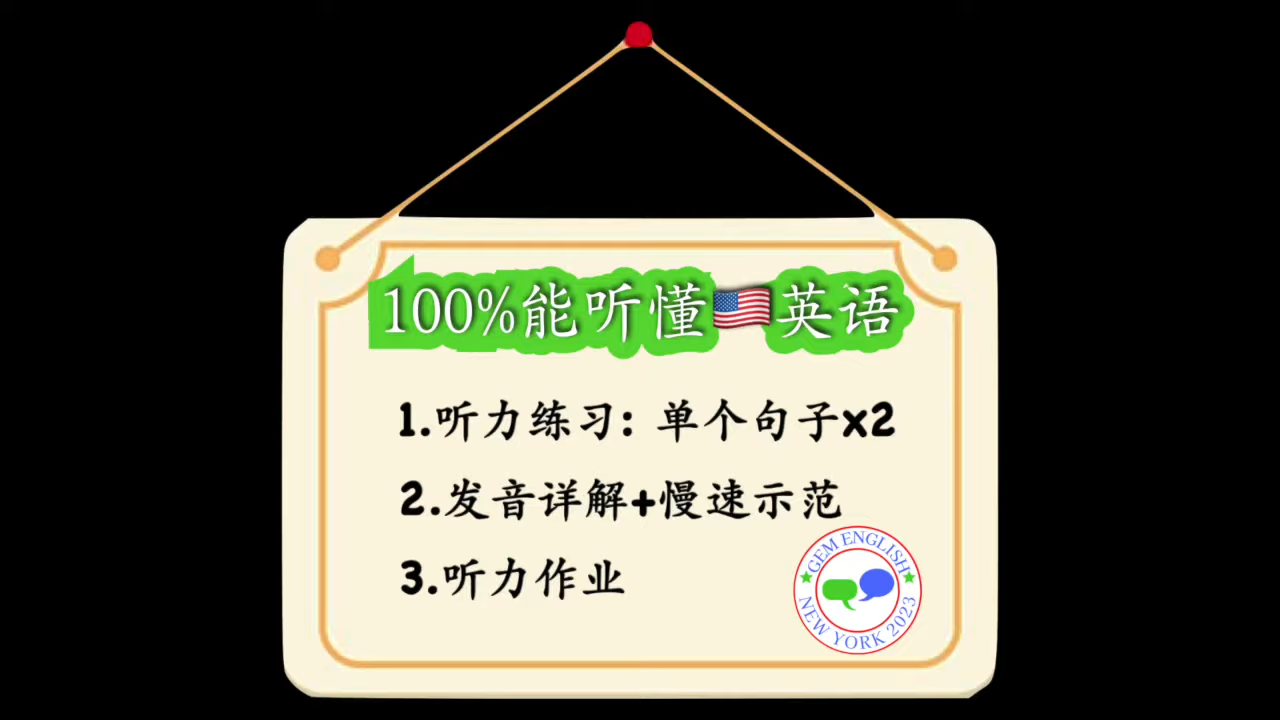 100%能听懂🇺🇸英语
1.听力练习: 单个句子x2
2.发音详解+慢速示范
3.听力作业
GEM ENGLISH
NEW YORK 2023